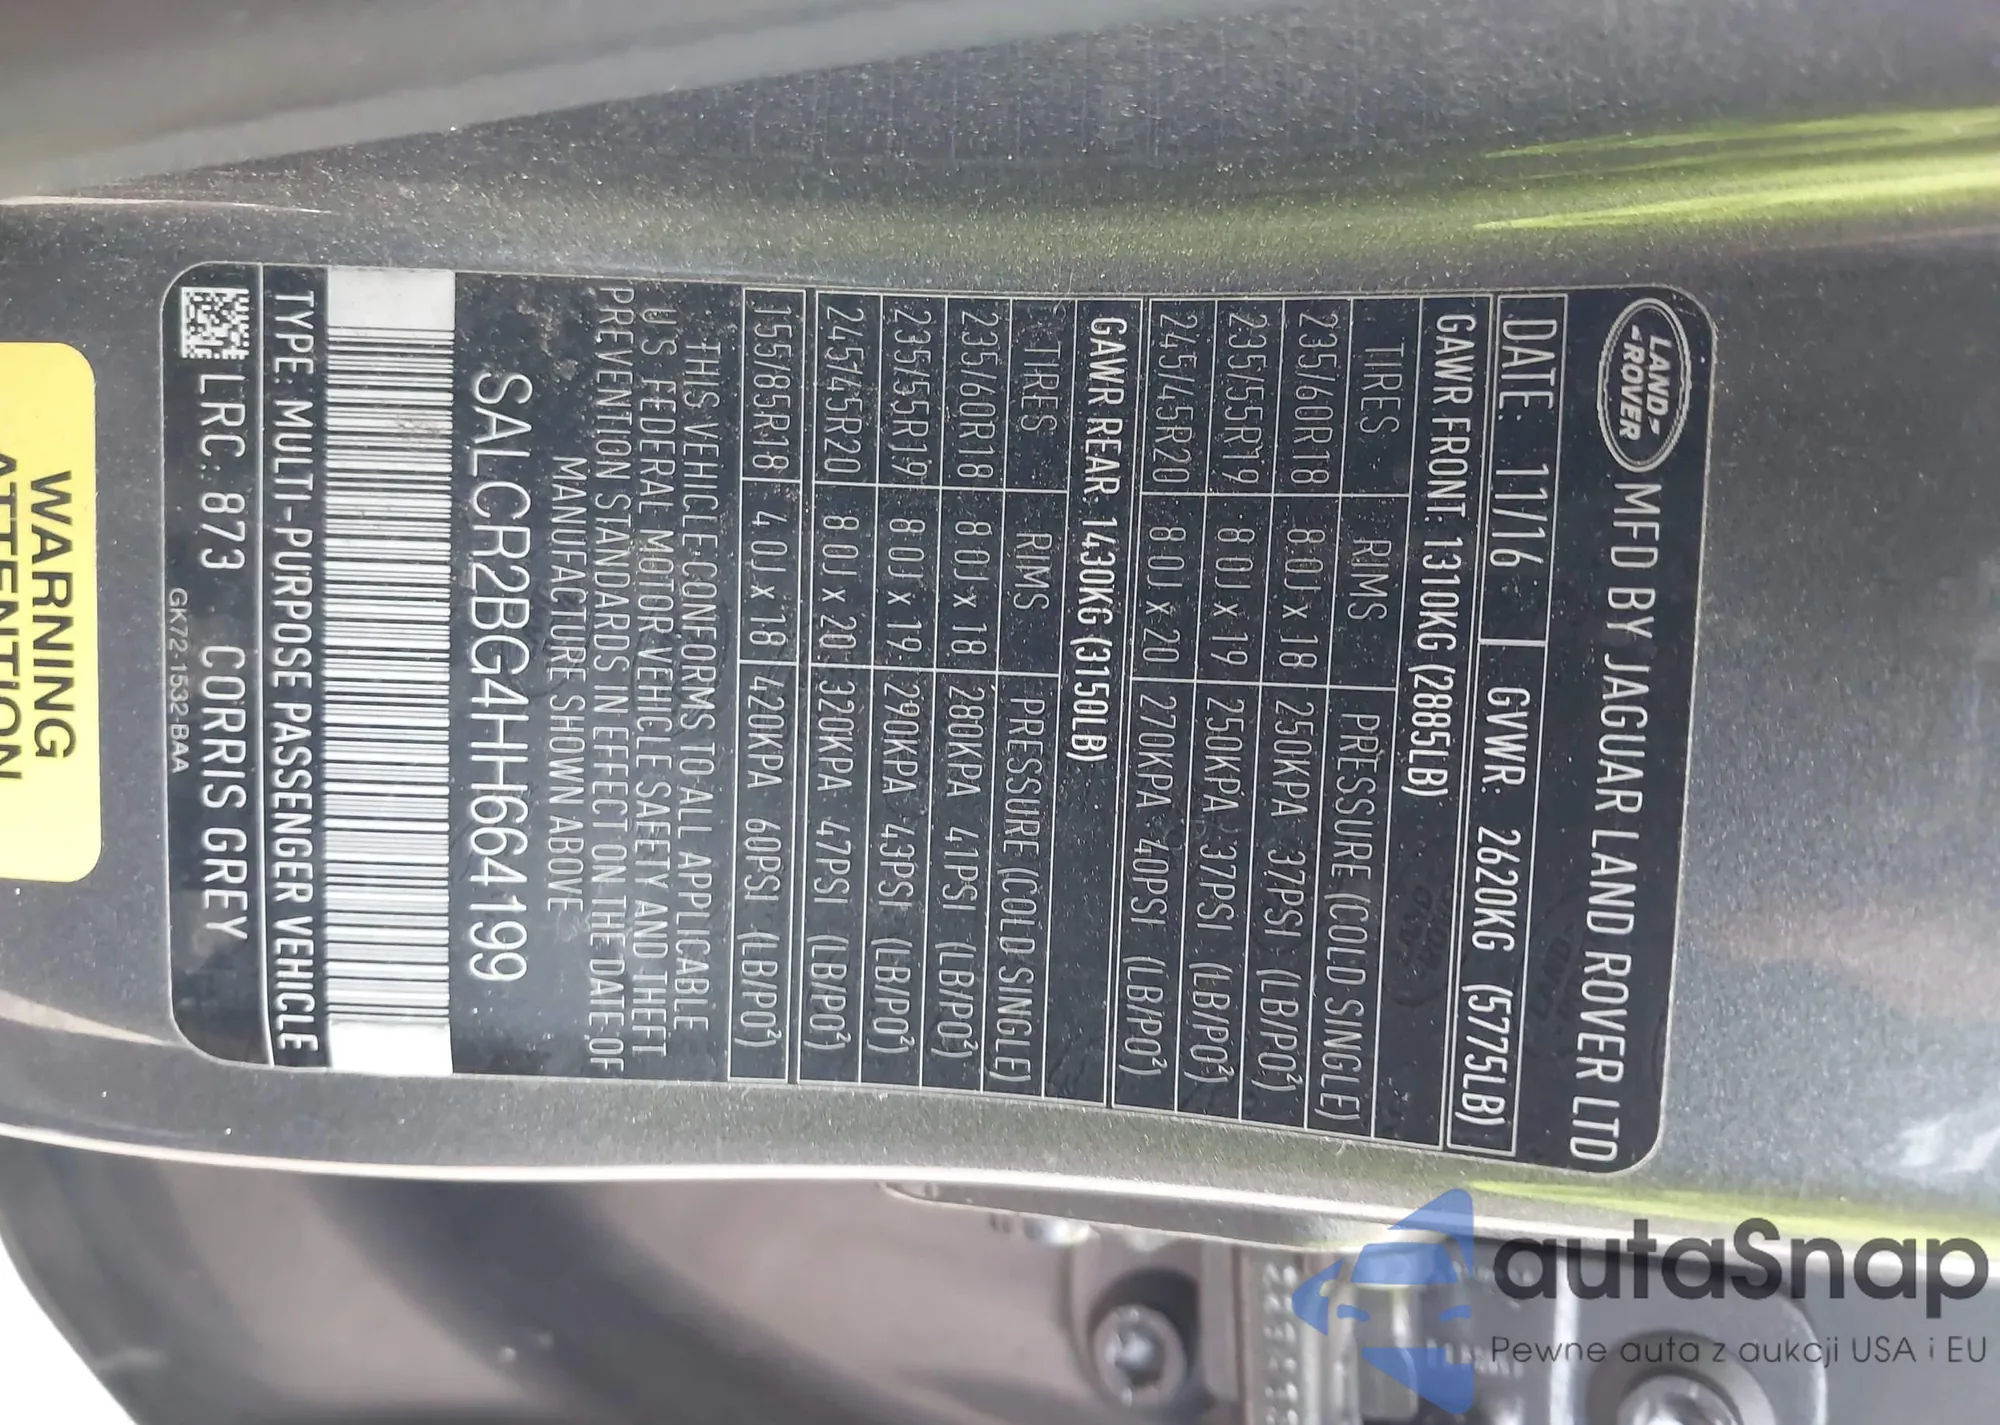 LAND-
-ROVER
MFD BY JAGUAR LAND ROVER LTD
DATE: 11/16 GVWR: 2620KG (5775LB)
GAWR FRONT: 1310KG (2885LB)
TIRES RIMS PRESSURE (COLD SINGLE)
235/60R18 8.0J x 18 250KPA 37PSI (LB/PO²)
235/55R19 8.0J x 19 250KPA 37PSI (LB/PO²)
245/45R20 8.0J x 20 270KPA 40PSI (LB/PO²)
GAWR REAR: 1430KG (3150LB)
TIRES RIMS PRESSURE (COLD SINGLE)
235/60R18 8.0J x 18 280KPA 41PSI (LB/PO²)
235/55R19 8.0J x 19 290KPA 43PSI (LB/PO²)
245/45R20 8.0J x 20 320KPA 47PSI (LB/PO²)
155/85R18 4.0J x 18 420KPA 60PSI (LB/PO²)
THIS VEHICLE CONFORMS TO ALL APPLICABLE
US FEDERAL MOTOR VEHICLE SAFETY AND THEFT
PREVENTION STANDARDS IN EFFECT ON THE DATE OF
MANUFACTURE SHOWN ABOVE
SALCR2BG4HH664199
TYPE: MULTI-PURPOSE PASSENGER VEHICLE
LRC: 873 CORRIS GREY
GK72-1532-BAA
WARNING
ATTENTION
autaSnap
Pewne auta z aukcji USA i EU